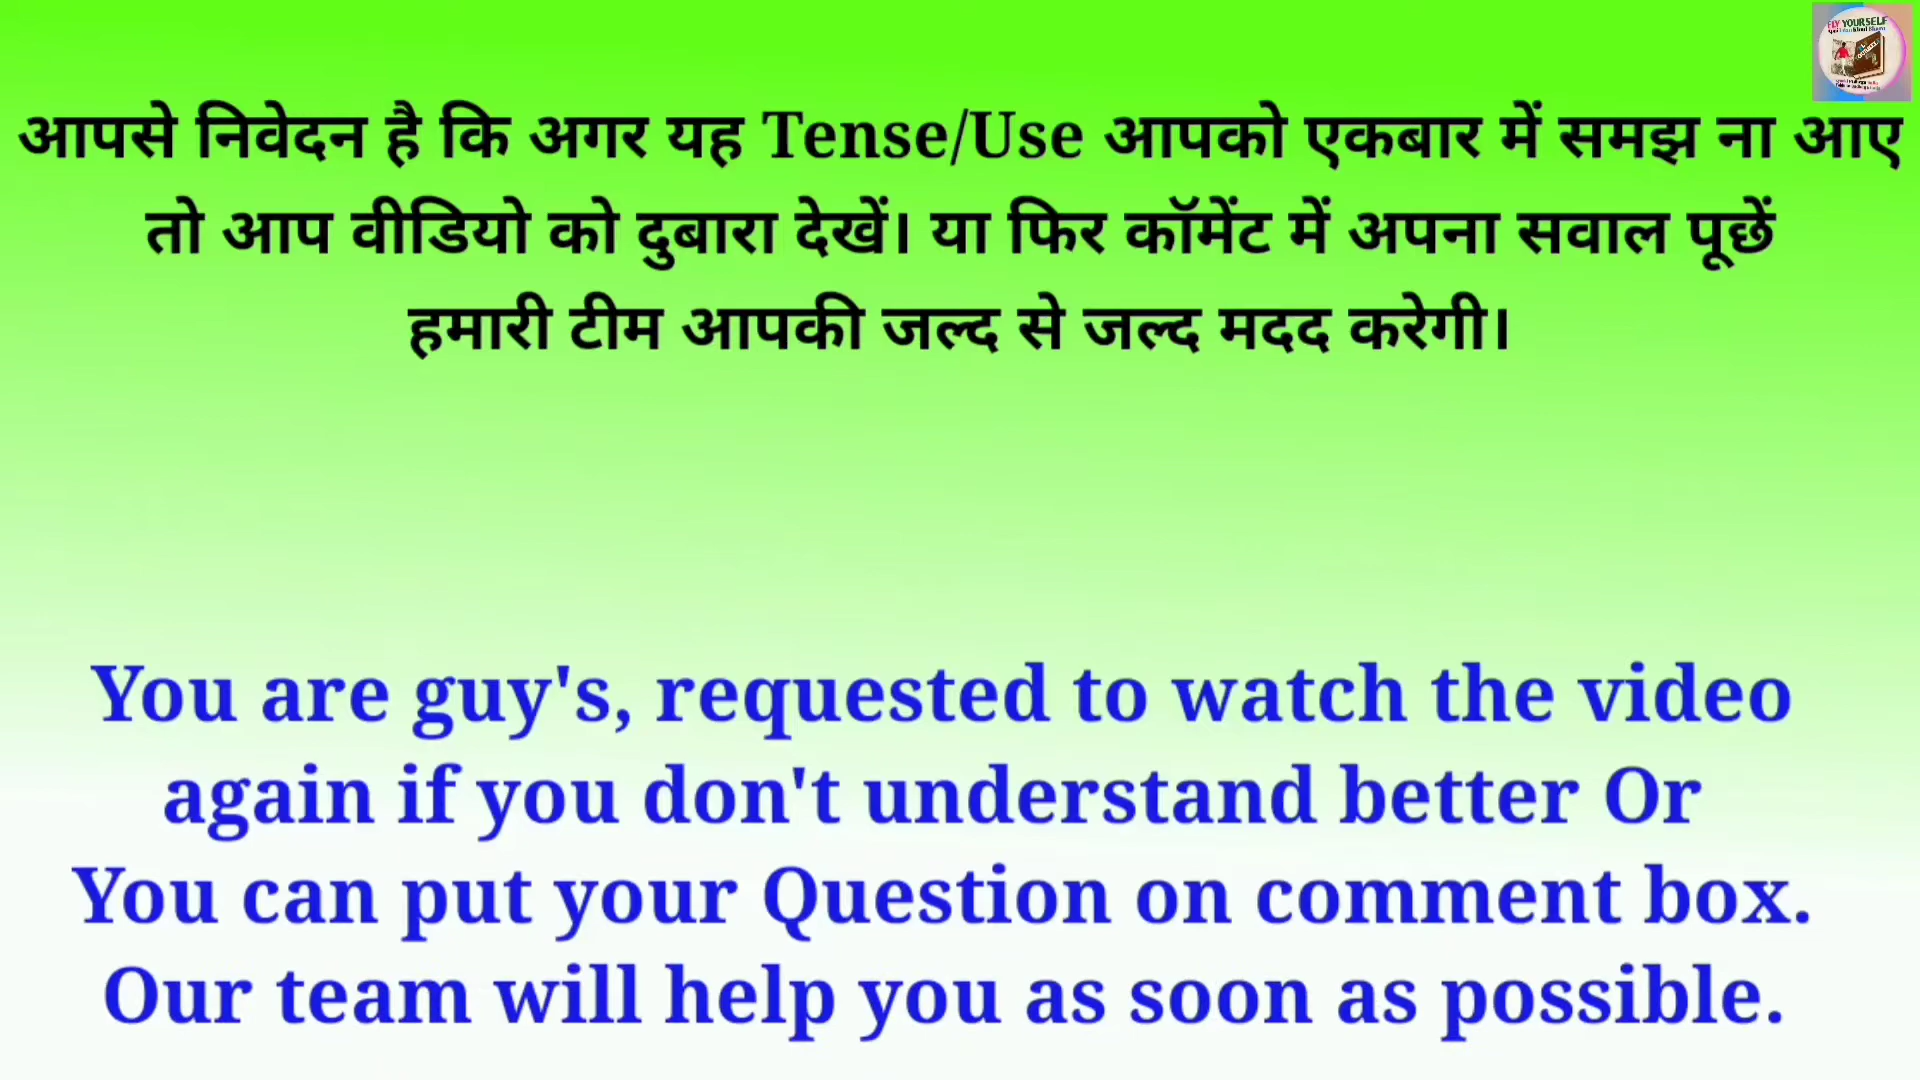 FLY YOURSELF
आपसे निवेदन है कि अगर यह Tense/Use आपको एकबार में समझ ना आए
तो आप वीडियो को दुबारा देखें। या फिर कॉमेंट में अपना सवाल पूछें
हमारी टीम आपकी जल्द से जल्द मदद करेगी।
You are guy's, requested to watch the video
again if you don't understand better Or
You can put your Question on comment box.
Our team will help you as soon as possible.